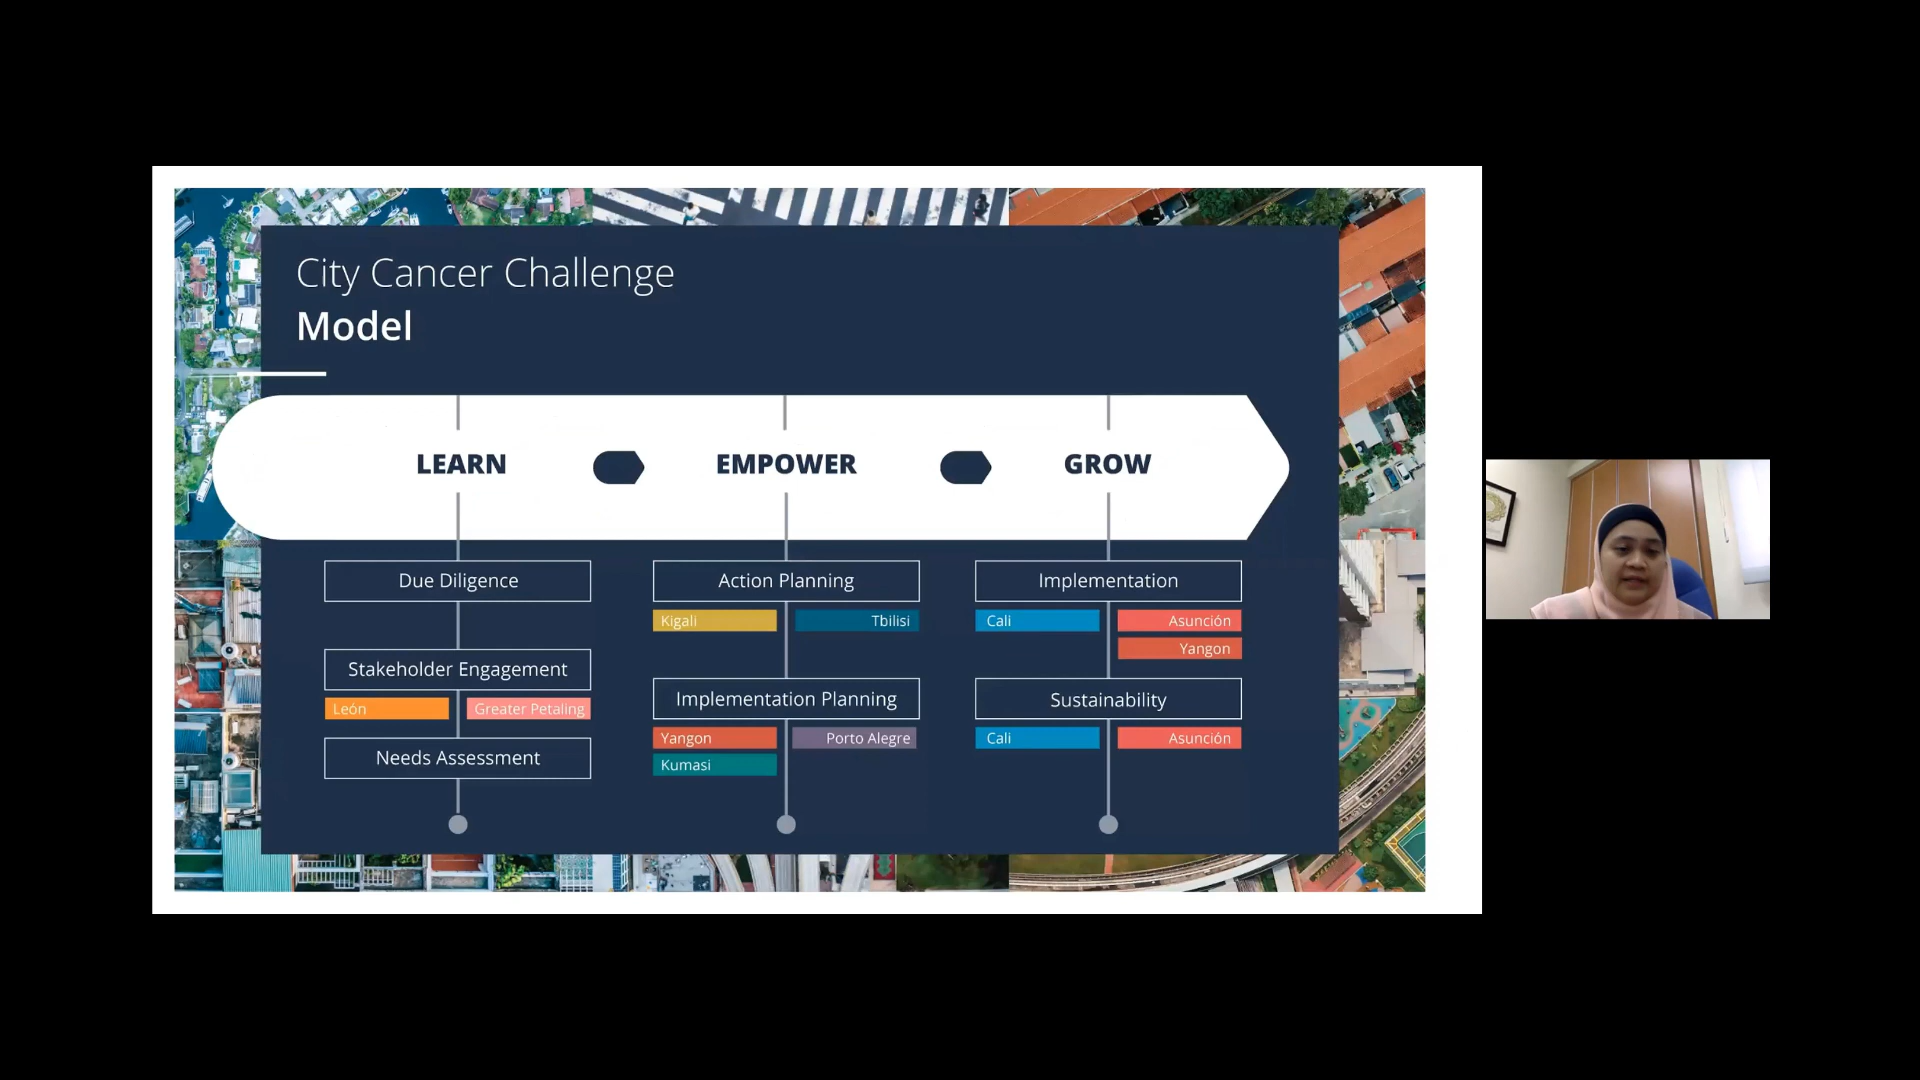 City Cancer Challenge
Model
LEARN
EMPOWER
GROW
Due Diligence
Stakeholder Engagement
León
Greater Petaling
Needs Assessment
Action Planning
Kigali
Tbilisi
Implementation Planning
Yangon
Porto Alegre
Kumasi
Implementation
Cali
Asunción
Yangon
Sustainability
Cali
Asunción